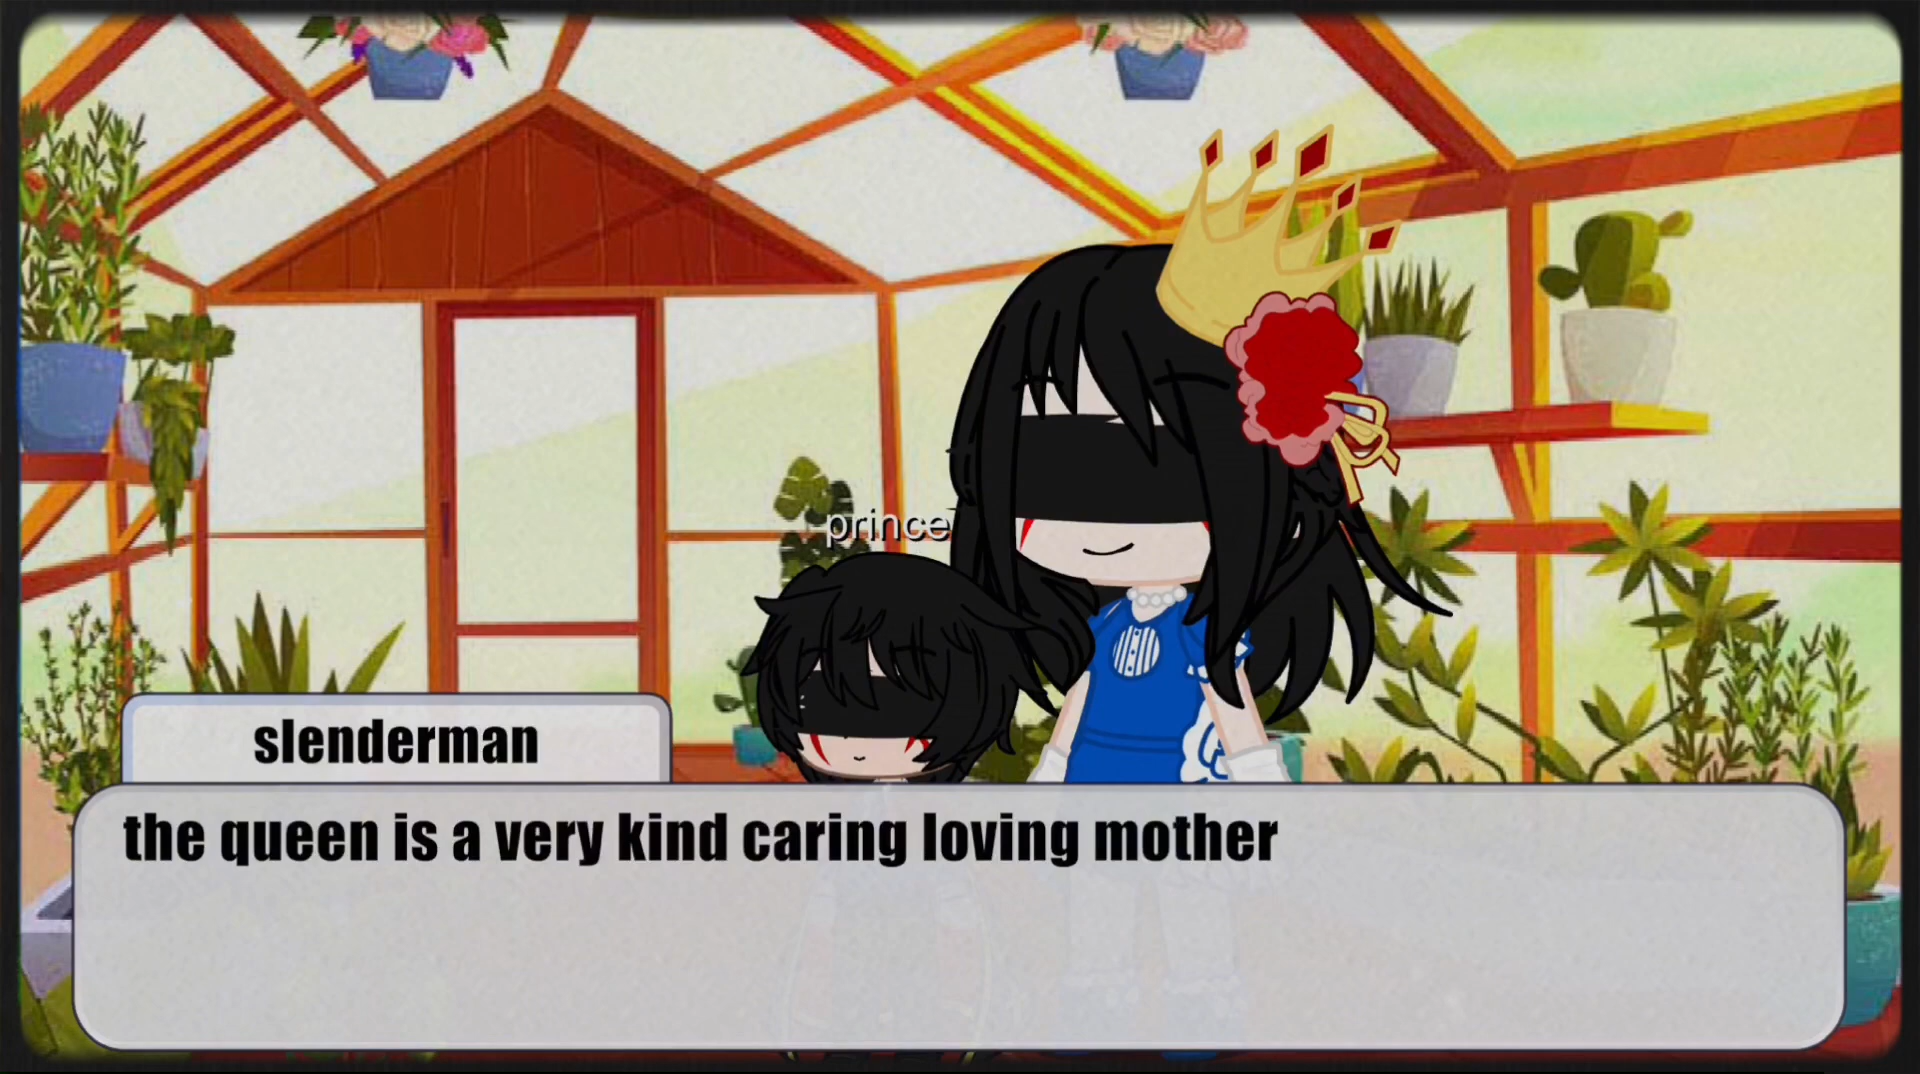 prince
slenderman
the queen is a very kind caring loving mother